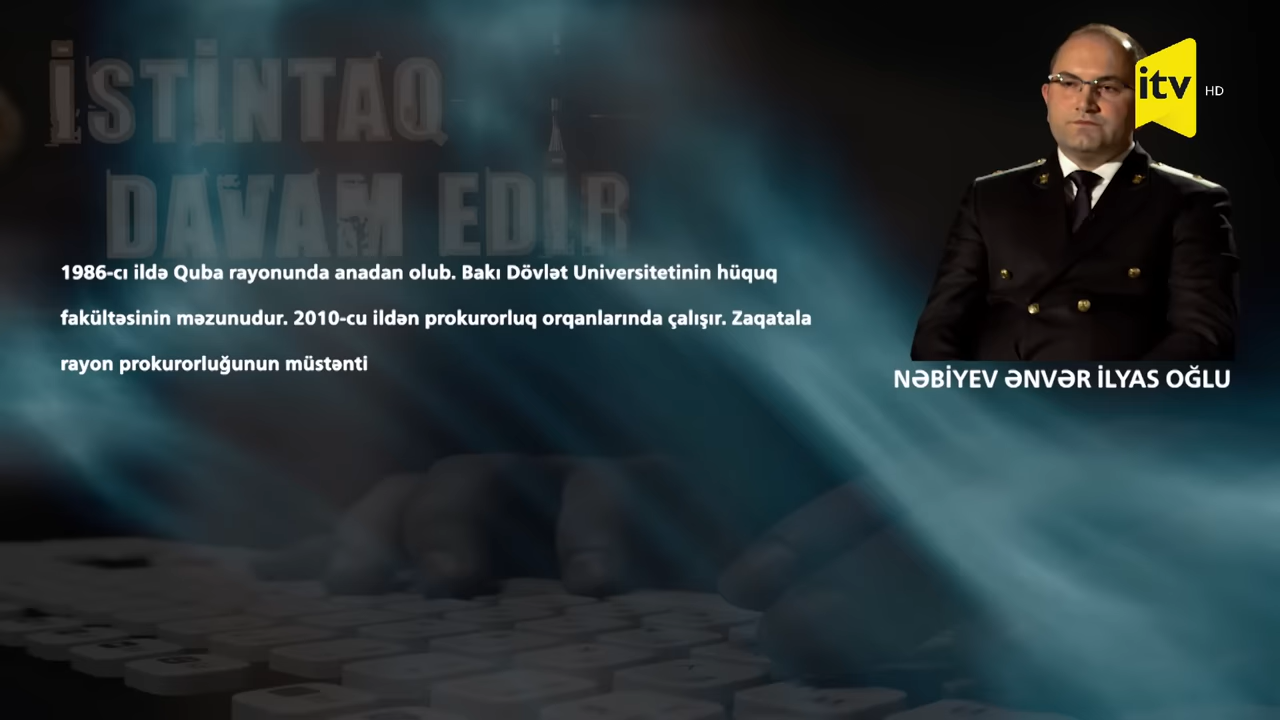 İSTİNTAQ
DAVAM EDİR
itv HD
1986-cı ildə Quba rayonunda anadan olub. Bakı Dövlət Universitetinin hüquq
fakültəsinin məzunudur. 2010-cu ildən prokurorluq orqanlarında çalışır. Zaqatala
rayon prokurorluğunun müstənti
NƏBİYEV ƏNVƏR İLYAS OĞLU